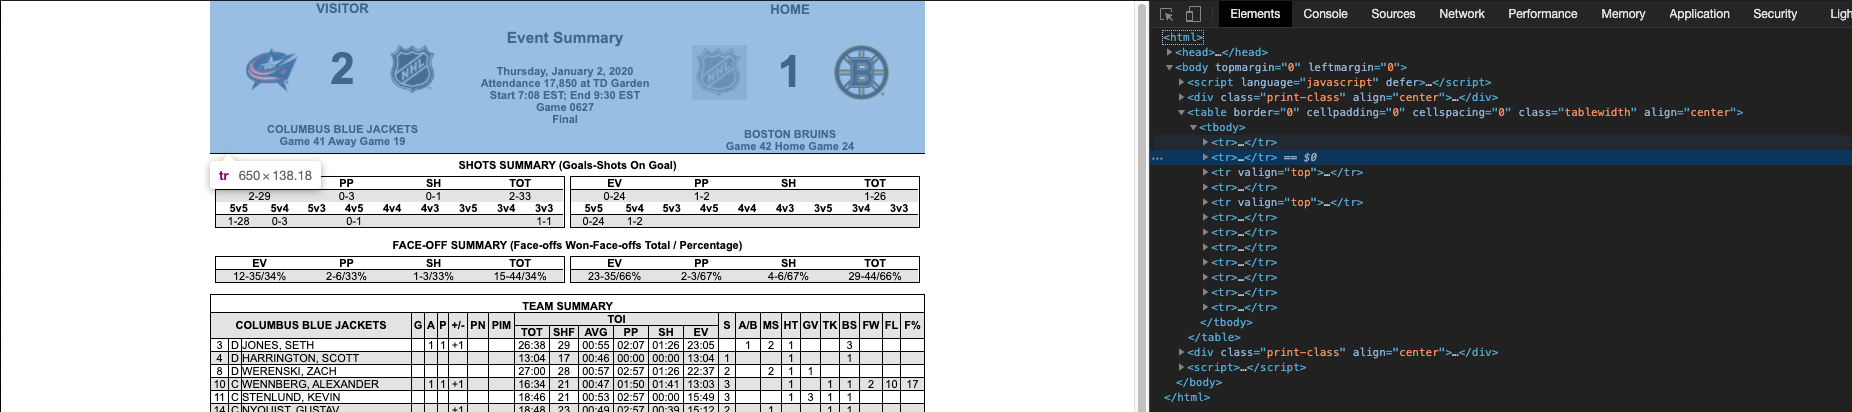 VISITOR
HOME
Event Summary
2
NHL
NHL
1
B
Thursday, January 2, 2020
Attendance 17,850 at TD Garden
Start 7:08 EST; End 9:30 EST
Game 0627
Final
COLUMBUS BLUE JACKETS
Game 41 Away Game 19
BOSTON BRUINS
Game 42 Home Game 24
tr 650 × 138.18
SHOTS SUMMARY (Goals-Shots On Goal)
PP SH TOT EV PP SH TOT
2-29 0-3 0-1 2-33 0-24 1-2 1-26
5v5 5v4 5v3 4v5 4v4 4v3 3v5 3v4 3v3 5v5 5v4 5v3 4v5 4v4 4v3 3v5 3v4 3v3
1-28 0-3 0-1 1-1 0-24 1-2
FACE-OFF SUMMARY (Face-offs Won-Face-offs Total / Percentage)
EV PP SH TOT EV PP SH TOT
12-35/34% 2-6/33% 1-3/33% 15-44/34% 23-35/66% 2-3/67% 4-6/67% 29-44/66%
TEAM SUMMARY
COLUMBUS BLUE JACKETS G A P +/- PN PIM TOI S A/B MS HT GV TK BS FW FL F%
TOT SHF AVG PP SH EV
3 D JONES, SETH 1 1 +1 26:38 29 00:55 02:07 01:26 23:05 1 2 1 3
4 D HARRINGTON, SCOTT 13:04 17 00:46 00:00 00:00 13:04 1 1 1
8 D WERENSKI, ZACH 27:00 28 00:57 02:57 01:26 22:37 2 2 1 1
10 C WENNBERG, ALEXANDER 1 1 +1 16:34 21 00:47 01:50 01:41 13:03 3 1 1 1 2 10 17
11 C STENLUND, KEVIN 18:46 21 00:53 02:57 00:00 15:49 3 1 3 1 1
14 C NYQUIST, GUSTAV +1 18:48 23 00:49 02:57 00:39 15:12 2 1 1 1
Elements Console Sources Network Performance Memory Application Security Ligh
<html>
<head>…</head>
<body topmargin="0" leftmargin="0">
<script language="javascript" defer>…</script>
<div class="print-class" align="center">…</div>
<table border="0" cellpadding="0" cellspacing="0" class="tablewidth" align="center">
<tbody>
<tr>…</tr>
… <tr>…</tr> == $0
<tr valign="top">…</tr>
<tr>…</tr>
<tr valign="top">…</tr>
<tr>…</tr>
<tr>…</tr>
<tr>…</tr>
<tr>…</tr>
<tr>…</tr>
<tr>…</tr>
<tr>…</tr>
</tbody>
</table>
<div class="print-class" align="center">…</div>
<script>…</script>
</body>
</html>